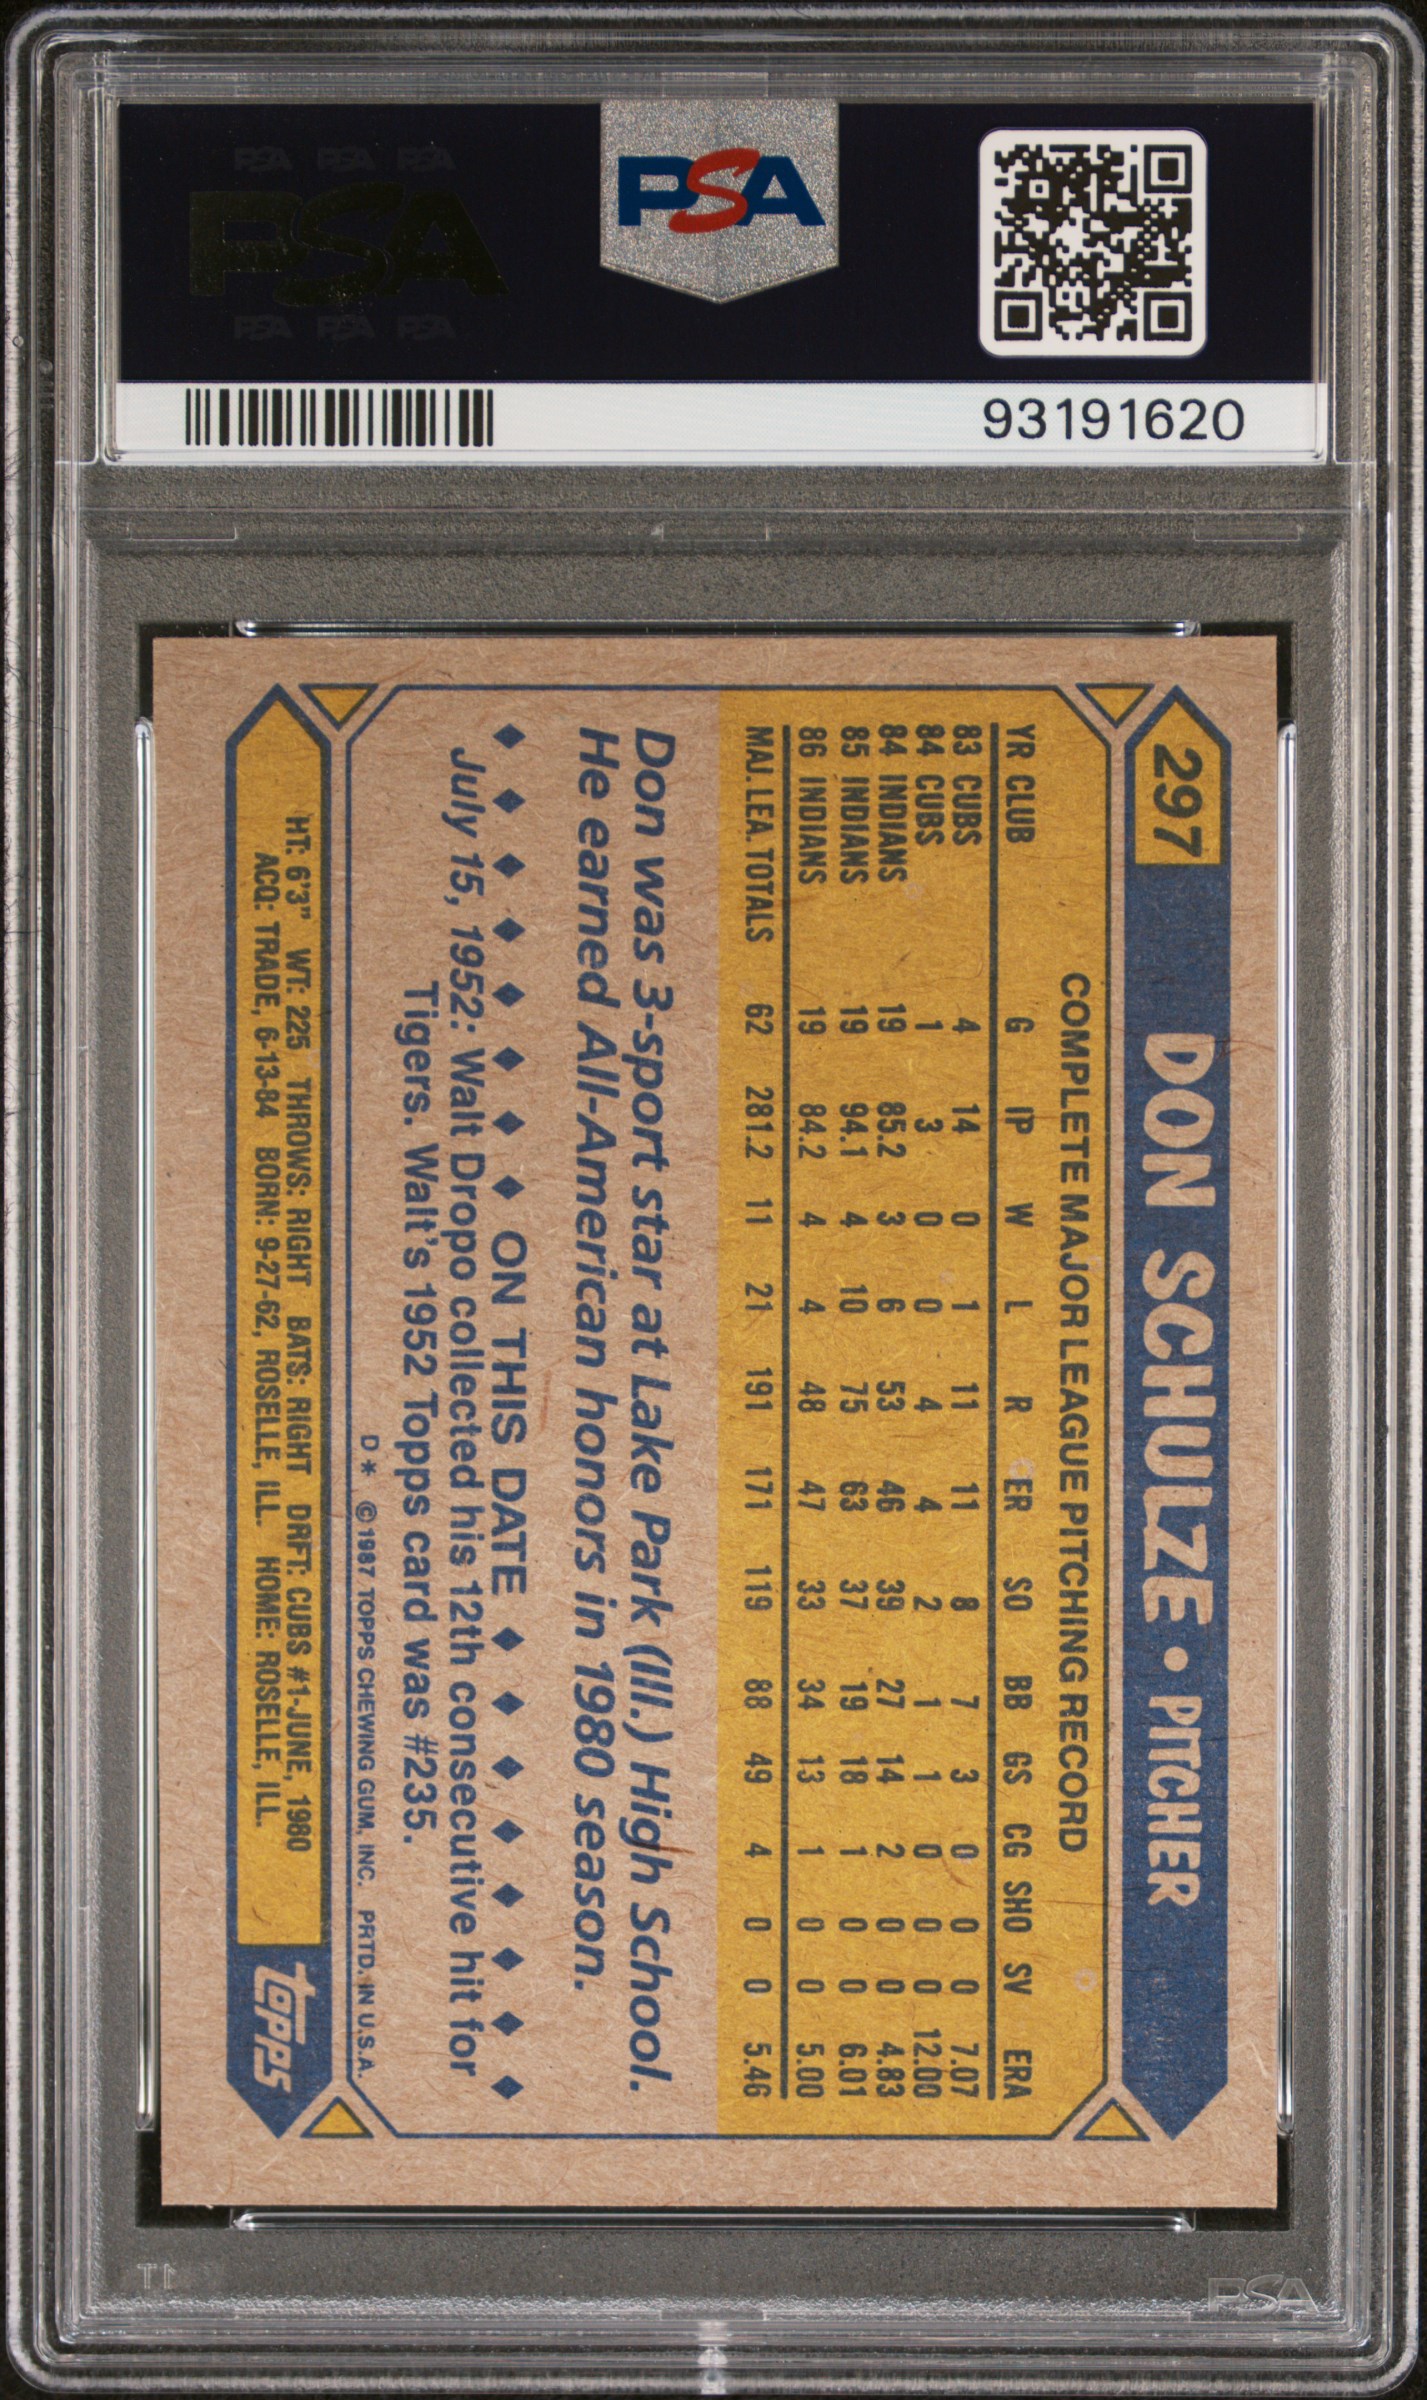 PSA PSA PSA
PSA
PSA PSA PSA
PSA
93191620
297 DON SCHULZE • PITCHER
COMPLETE MAJOR LEAGUE PITCHING RECORD
YR CLUB G IP W L R ER SO BB GS CG SHO SV ERA
83 CUBS 4 14 0 1 11 11 8 7 3 0 0 0 7.07
84 CUBS 1 3 0 0 4 4 2 1 1 0 0 0 12.00
84 INDIANS 19 85.2 3 6 53 46 39 27 14 2 0 0 4.83
85 INDIANS 19 94.1 4 10 75 63 37 19 18 1 0 0 6.01
86 INDIANS 19 84.2 4 4 48 47 33 34 13 1 0 0 5.00
MAJ. LEA. TOTALS 62 281.2 11 21 191 171 119 88 49 4 0 0 5.46
Don was 3-sport star at Lake Park (Ill.) High School.
He earned All-American honors in 1980 season.
ON THIS DATE
July 15, 1952: Walt Dropo collected his 12th consecutive hit for
Tigers. Walt's 1952 Topps card was #235.
D* © 1987 TOPPS CHEWING GUM, INC. PRTD. IN U.S.A.
HT: 6'3" WT: 225 THROWS: RIGHT BATS: RIGHT DRFT: CUBS #1-JUNE, 1980
ACQ: TRADE, 6-13-84 BORN: 9-27-62, ROSELLE, ILL. HOME: ROSELLE, ILL.
topps
PSA